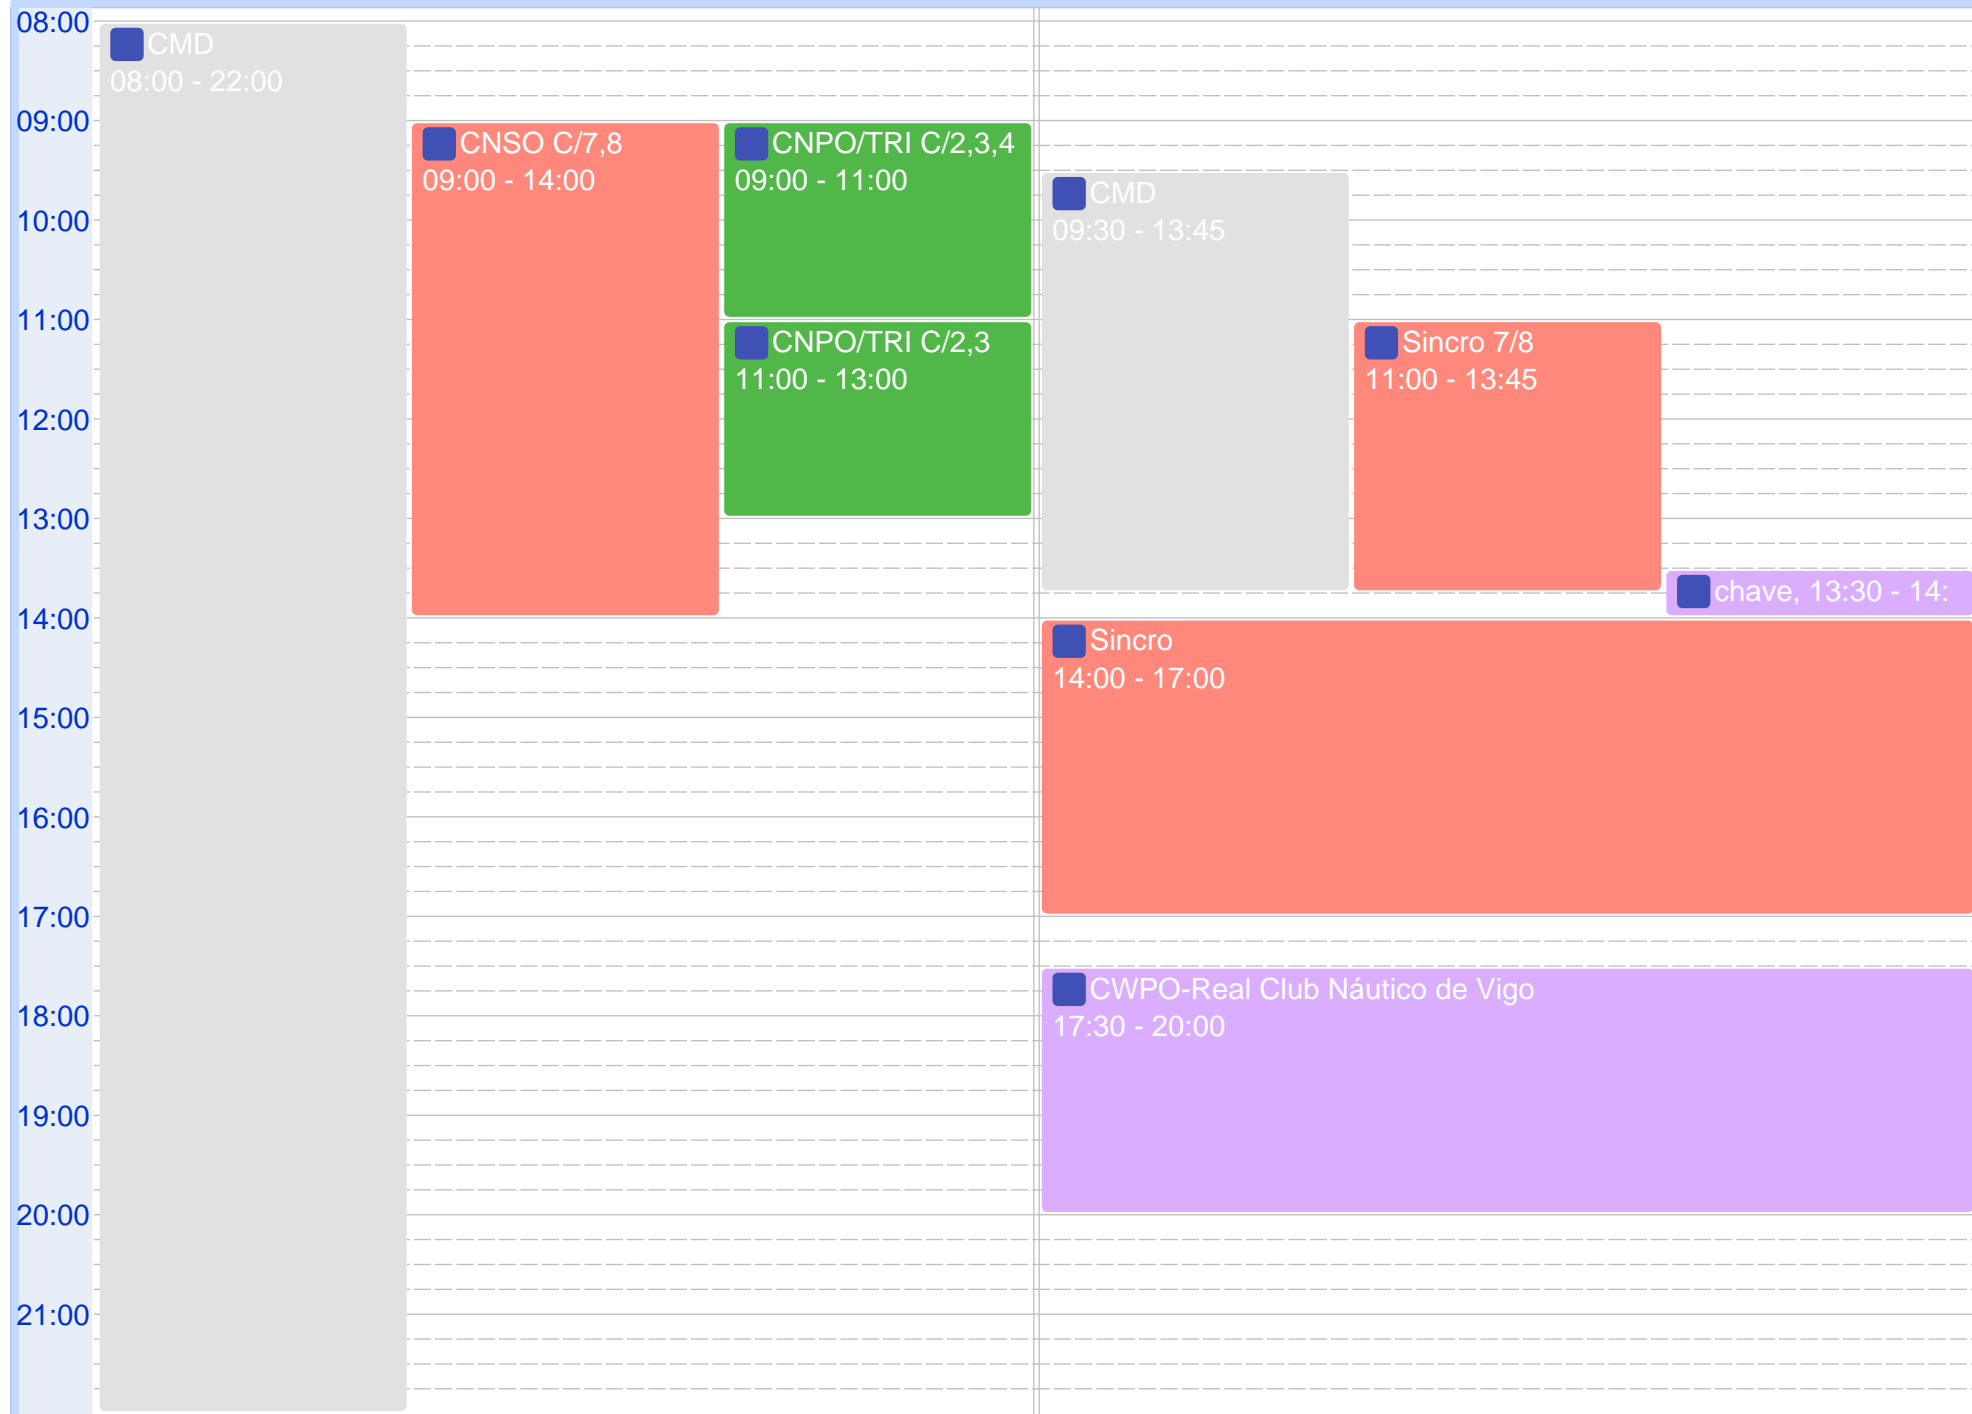 08:00
09:00
10:00
11:00
12:00
13:00
14:00
15:00
16:00
17:00
18:00
19:00
20:00
21:00
CMD
08:00 - 22:00
CNSO C/7,8
09:00 - 14:00
CNPO/TRI C/2,3,4
09:00 - 11:00
CNPO/TRI C/2,3
11:00 - 13:00
CMD
09:30 - 13:45
Sincro 7/8
11:00 - 13:45
chave, 13:30 - 14:
Sincro
14:00 - 17:00
CWPO-Real Club Náutico de Vigo
17:30 - 20:00